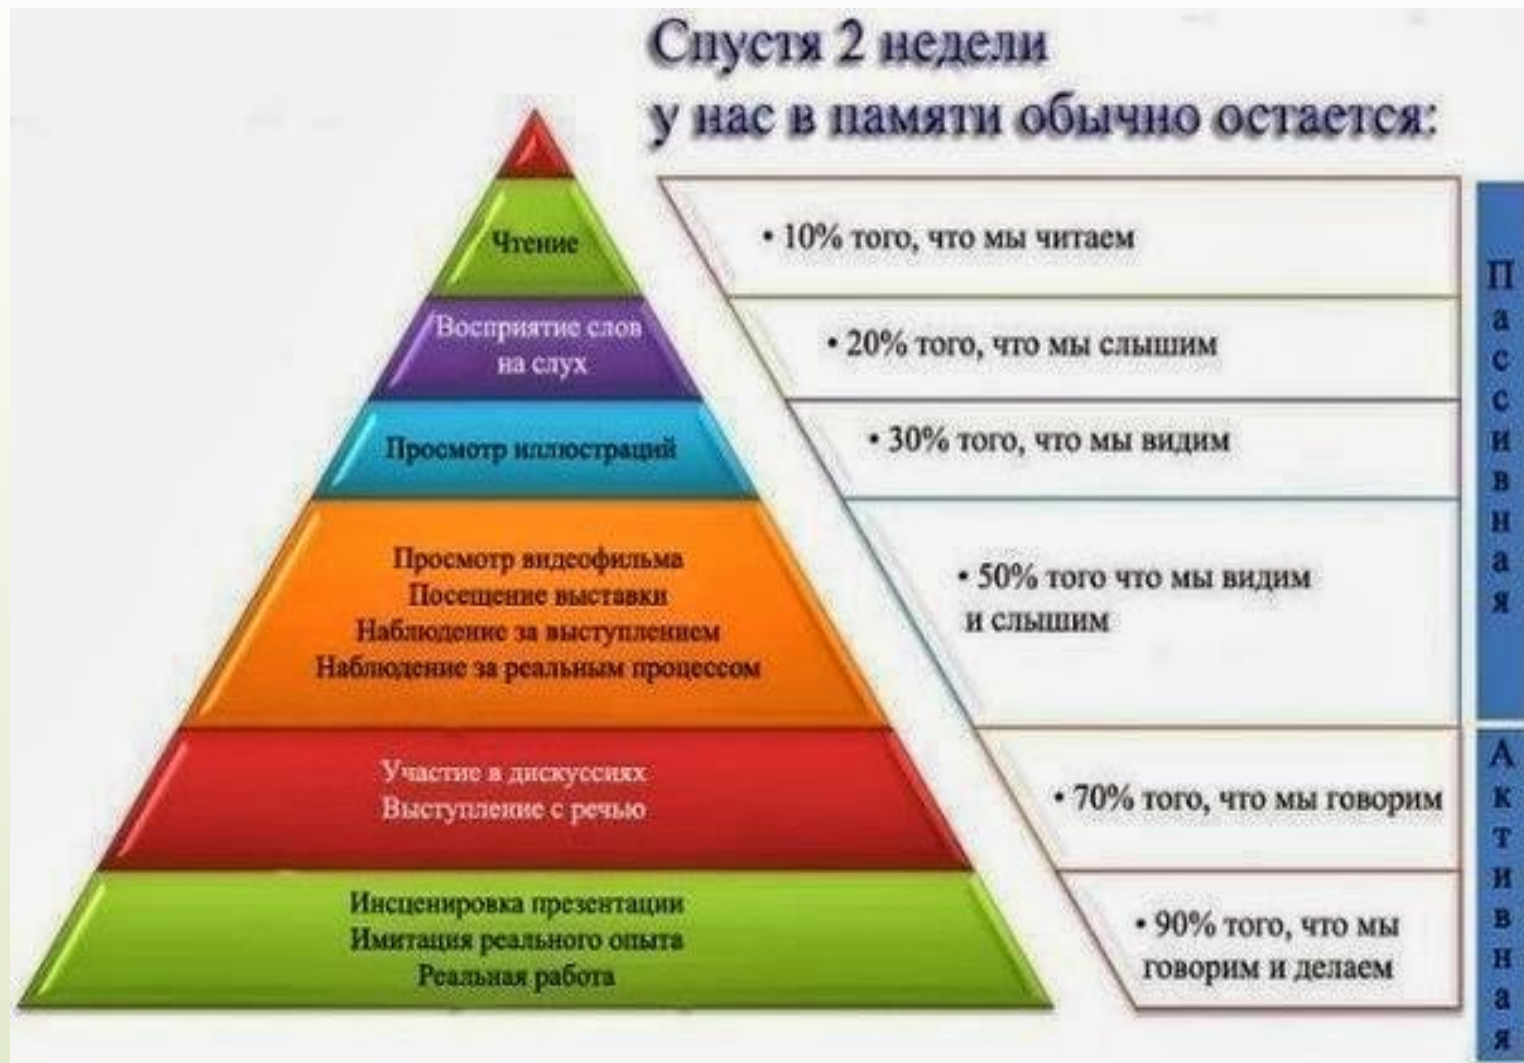 Спустя 2 недели
у нас в памяти обычно остается:
Чтение
• 10% того, что мы читаем
Восприятие слов
на слух
• 20% того, что мы слышим
Просмотр иллюстраций
• 30% того, что мы видим
Просмотр видеофильма
Посещение выставки
Наблюдение за выступлением
Наблюдение за реальным процессом
• 50% того что мы видим
и слышим
Участие в дискуссиях
Выступление с речью
• 70% того, что мы говорим
Инсценировка презентации
Имитация реального опыта
Реальная работа
• 90% того, что мы
говорим и делаем
Пассивная
Активная